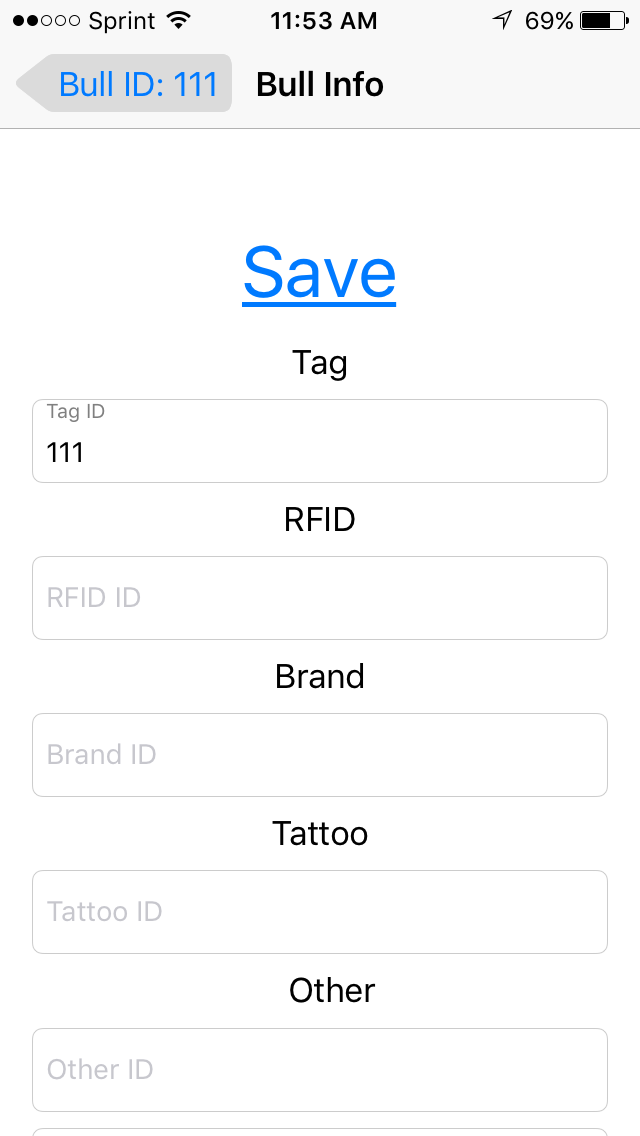 Sprint 11:53 AM 69%
Bull ID: 111 Bull Info
Save
Tag
Tag ID
111
RFID
RFID ID
Brand
Brand ID
Tattoo
Tattoo ID
Other
Other ID